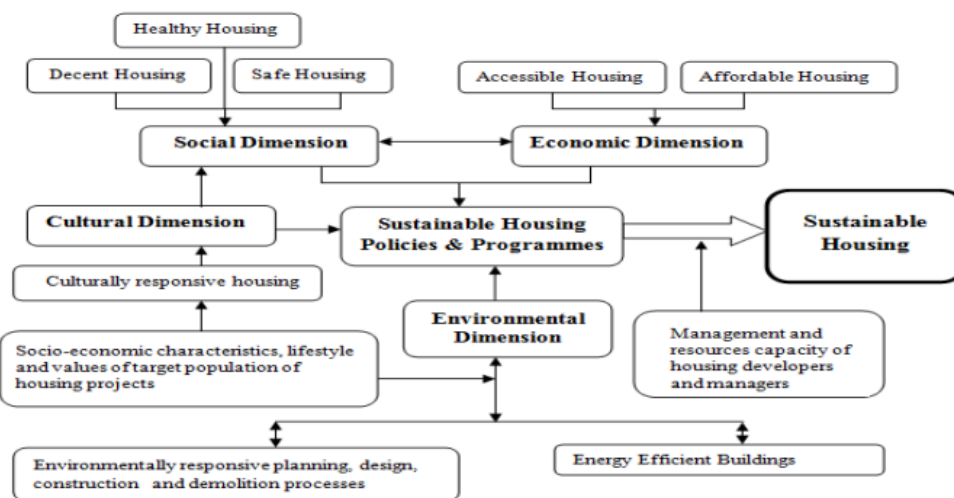 Healthy Housing
Decent Housing
Safe Housing
Accessible Housing
Affordable Housing
Social Dimension
Economic Dimension
Cultural Dimension
Sustainable Housing
Policies & Programmes
Sustainable
Housing
Culturally responsive housing
Environmental
Dimension
Socio-economic characteristics, lifestyle
and values of target population of
housing projects
Management and
resources capacity of
housing developers
and managers
Environmentally responsive planning, design,
construction and demolition processes
Energy Efficient Buildings